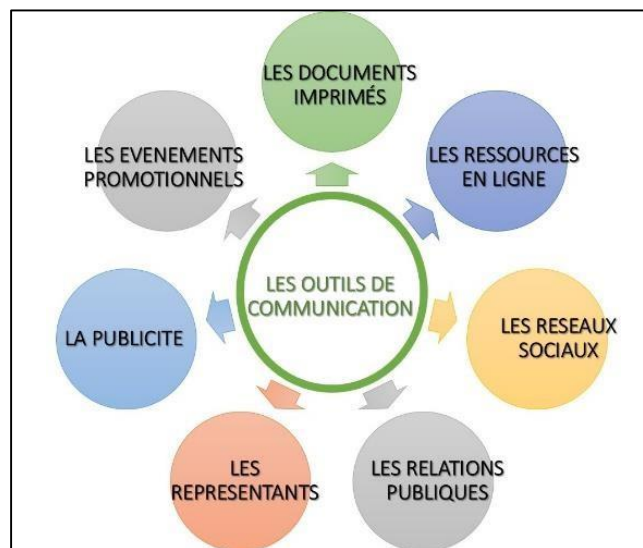 LES DOCUMENTS
IMPRIMÉS
LES RESSOURCES
EN LIGNE
LES RESEAUX
SOCIAUX
LES RELATIONS
PUBLIQUES
LES
REPRESENTANTS
LA PUBLICITE
LES EVENEMENTS
PROMOTIONNELS
LES OUTILS DE
COMMUNICATION